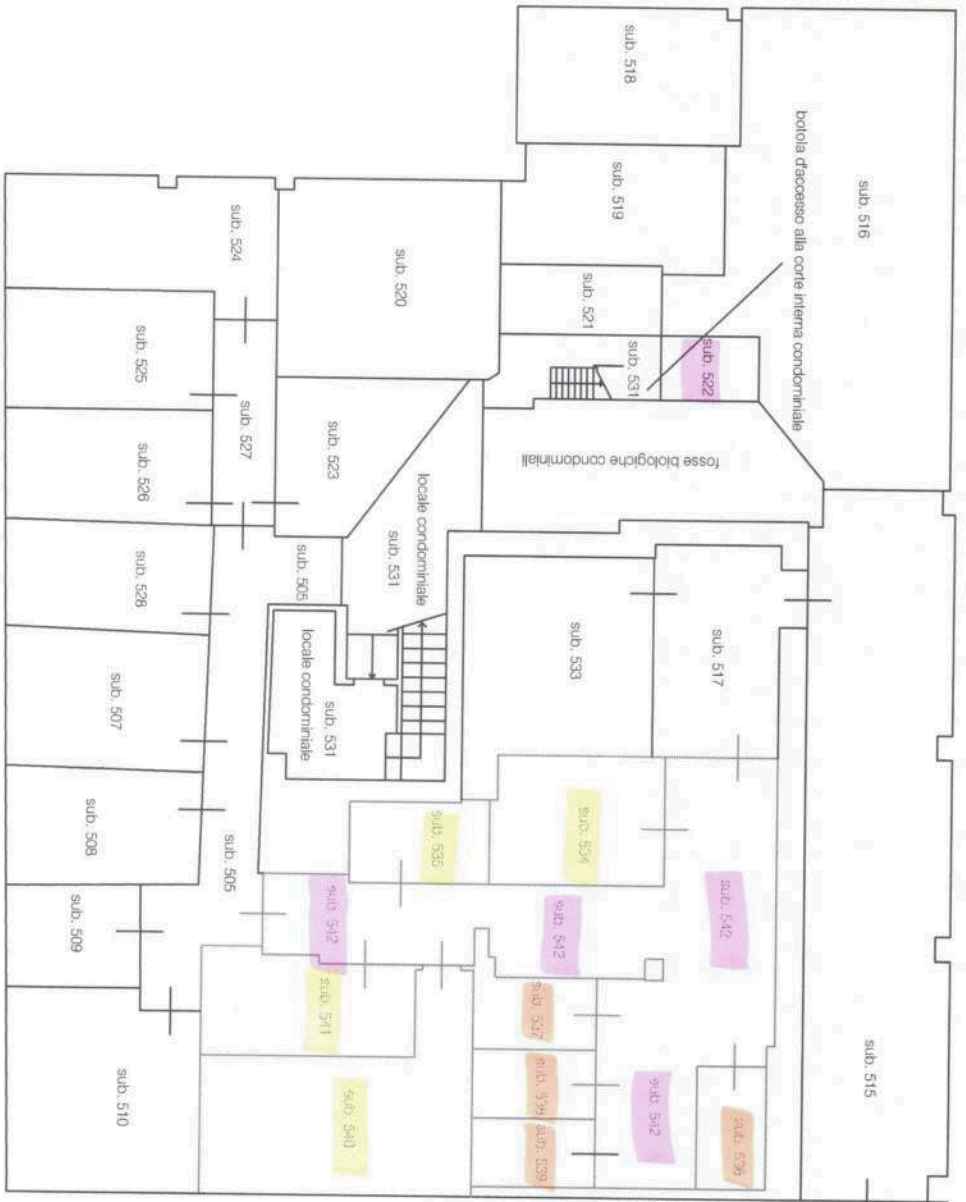 sub. 518
sub. 516
botola d'accesso alla corte interna condominiale
sub. 519
sub. 524
sub. 520
sub. 521
sub. 522
sub. 531
sub. 525
sub. 527
sub. 523
fosse biologiche condominiali
sub. 526
locale condominiale
sub. 531
sub. 505
sub. 528
sub. 517
sub. 533
sub. 507
locale condominiale
sub. 531
sub. 508
sub. 505
sub. 535
sub. 534
sub. 509
sub. 542
sub. 542
sub. 542
sub. 541
sub. 537
sub. 515
sub. 510
sub. 540
sub. 538
sub. 542
sub. 539
sub. 536